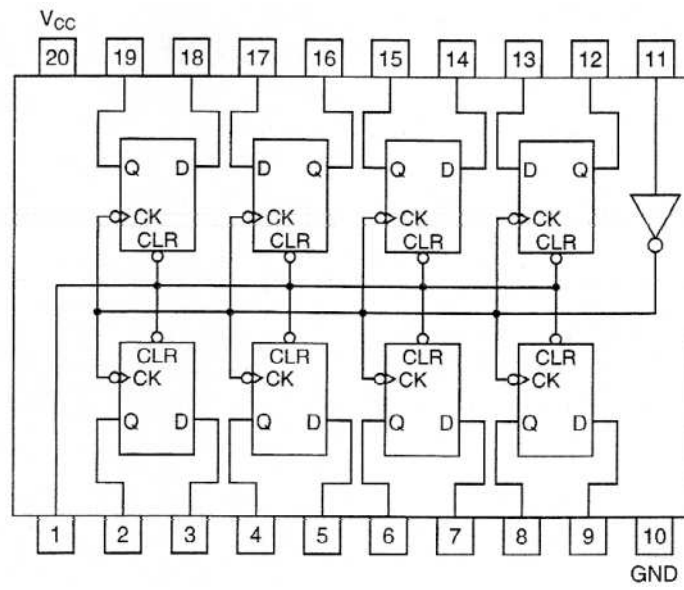 VCC
20 19 18 17 16 15 14 13 12 11
Q D D Q Q D D Q
CK CK CK CK
CLR CLR CLR CLR
CLR CLR CLR CLR
CK CK CK CK
Q D Q D Q D Q D
1 2 3 4 5 6 7 8 9 10
GND